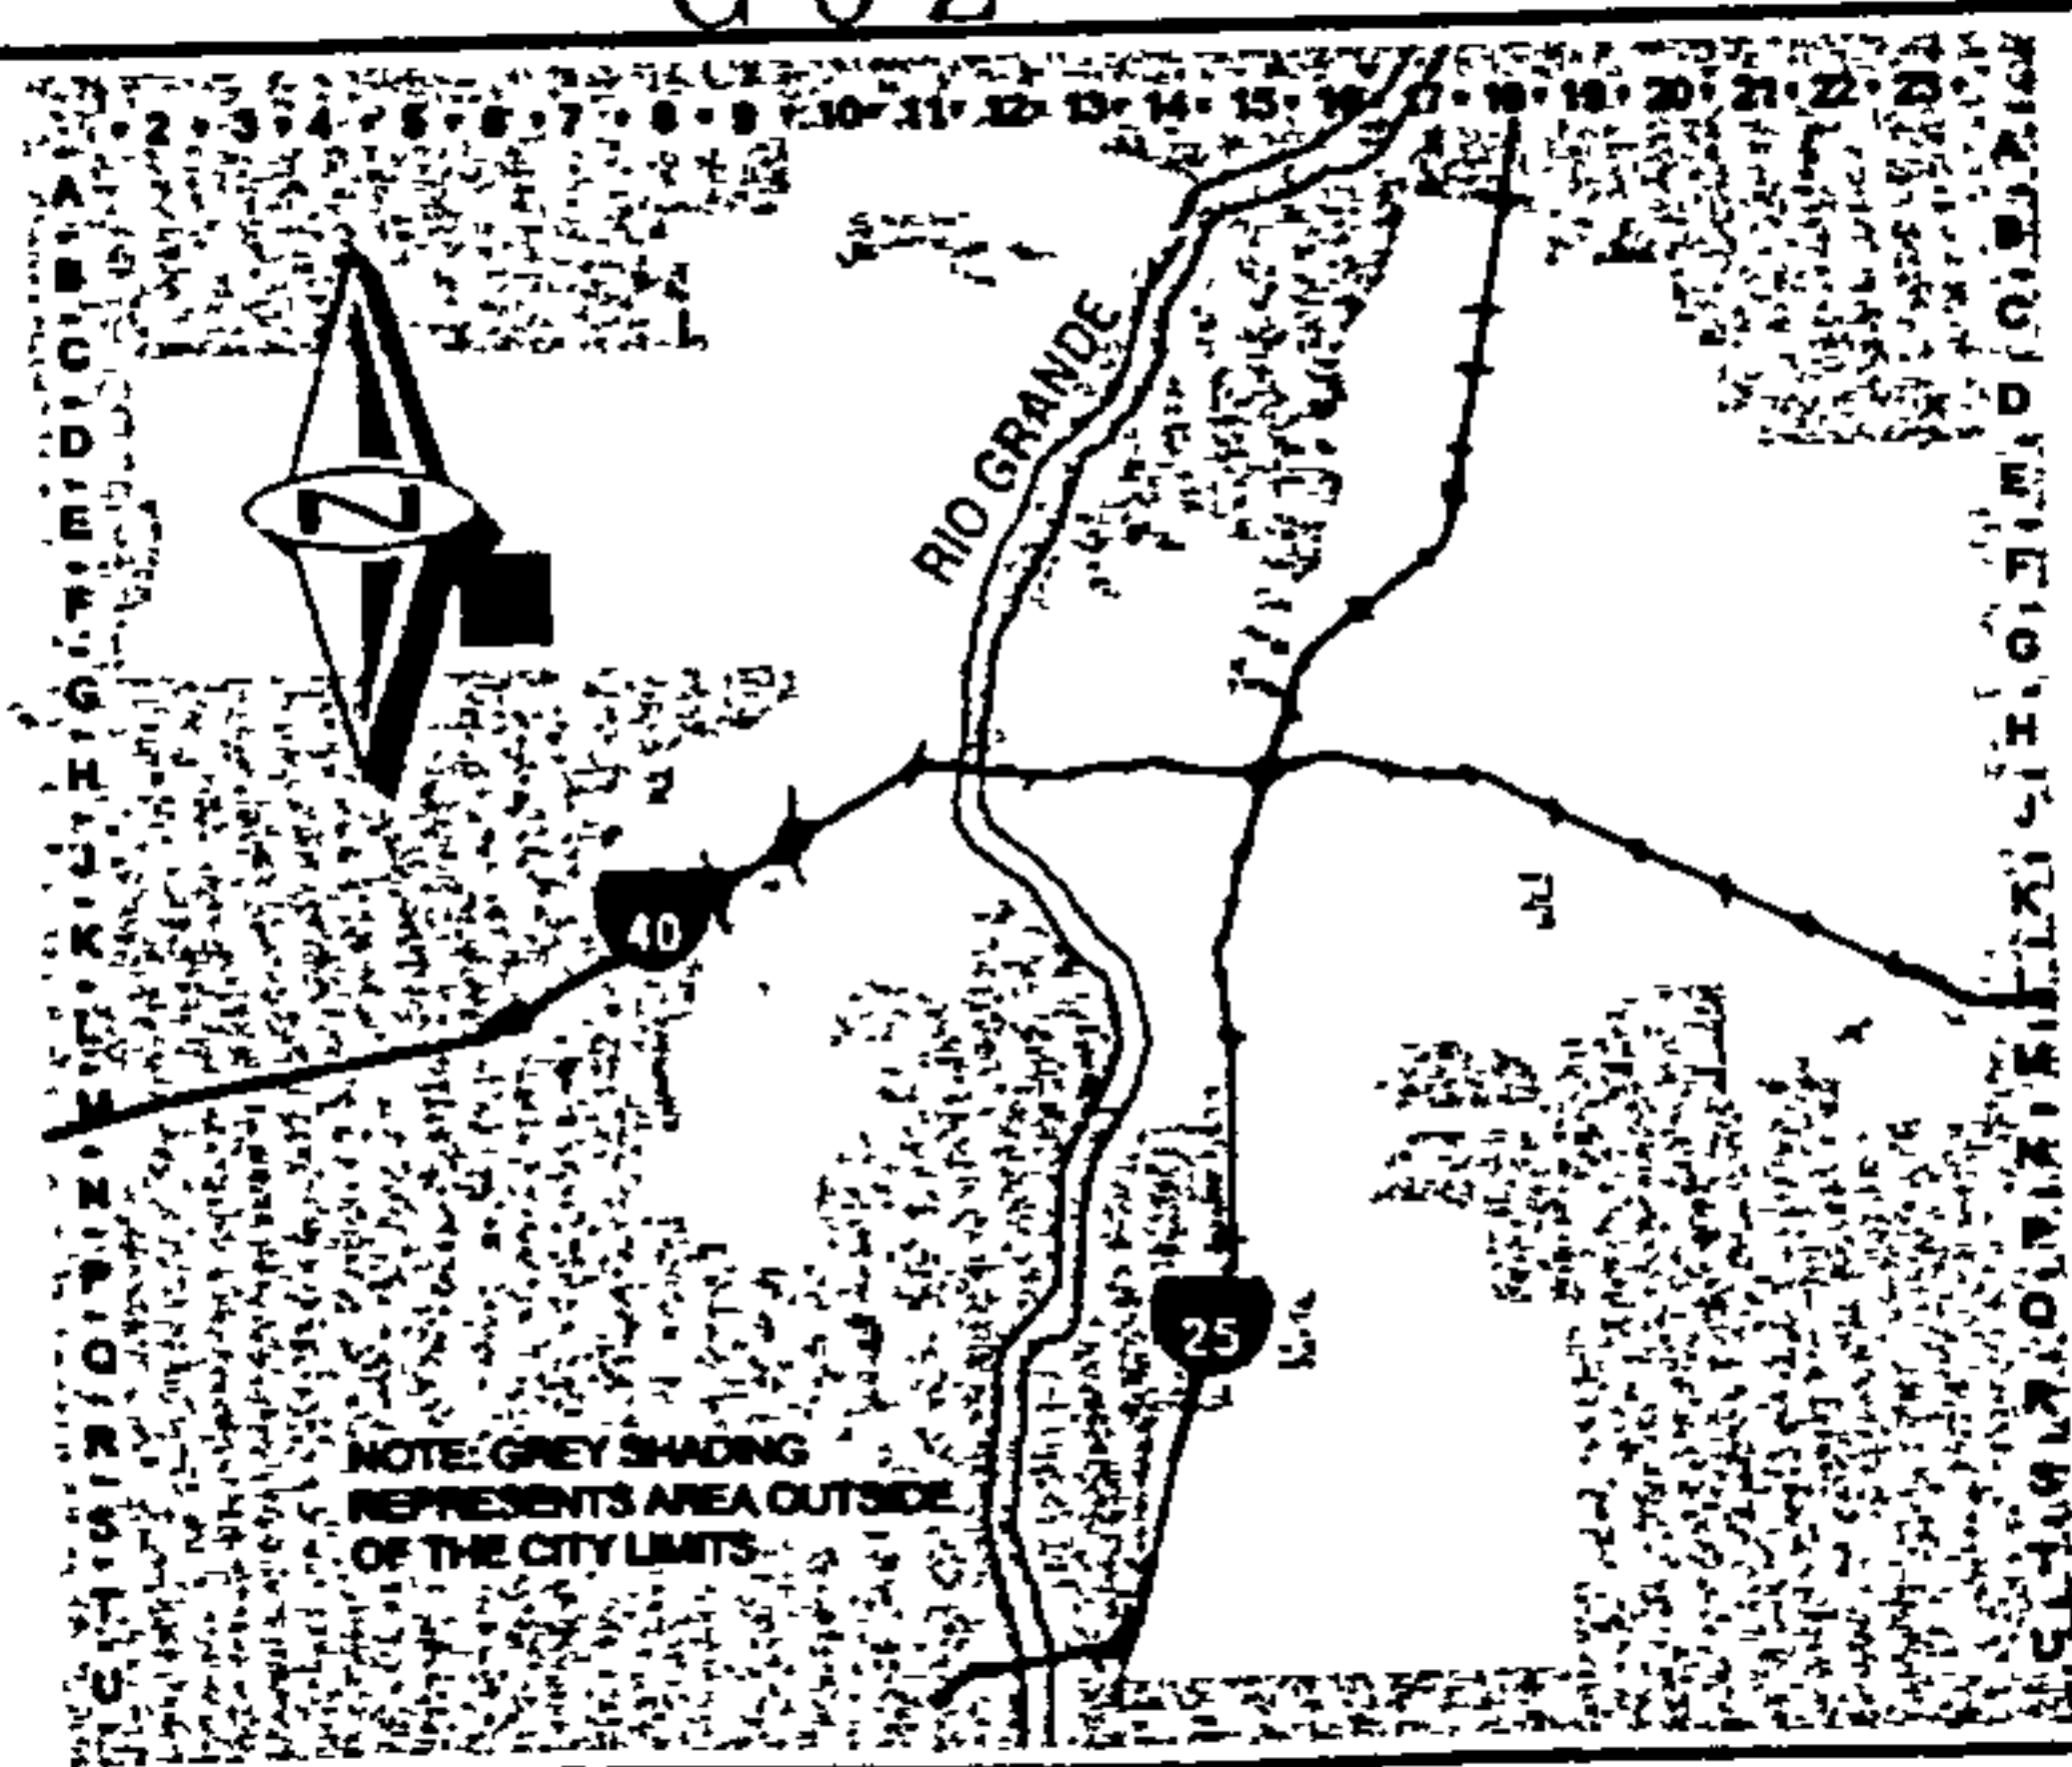 2 3 4 5 6 7 8 9 10 11 12 13 14 15 16 17 18 19 20 21 22 23
A
B
C
D
E
F
G
H
J
K
L
M
N
P
Q
R
S
T
U
N
RIO GRANDE
40
25
NOTE: GREY SHADING
REPRESENTS AREA OUTSIDE
OF THE CITY LIMITS
A
B
C
D
E
F
G
H
J
K
L
M
N
P
Q
R
S
T
U